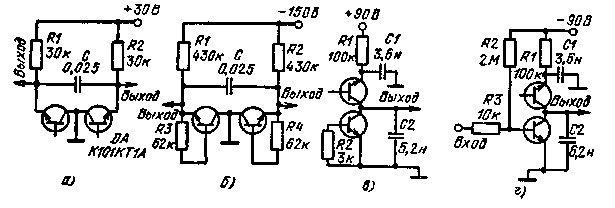 +30В
R1
30к
C
0,025
R2
30к
Выход
Выход
DA
К101КТ1А
а)
-150В
R1
430к
C
0,025
R2
430к
Выход
Выход
R3
62к
R4
62к
б)
+90В
R1
100к
C1
3,6н
Выход
R2
3к
C2
5,2н
в)
-90В
R2
2М
R1
100к
C1
3,6н
R3
10к
Вход
Выход
C2
6,2н
г)